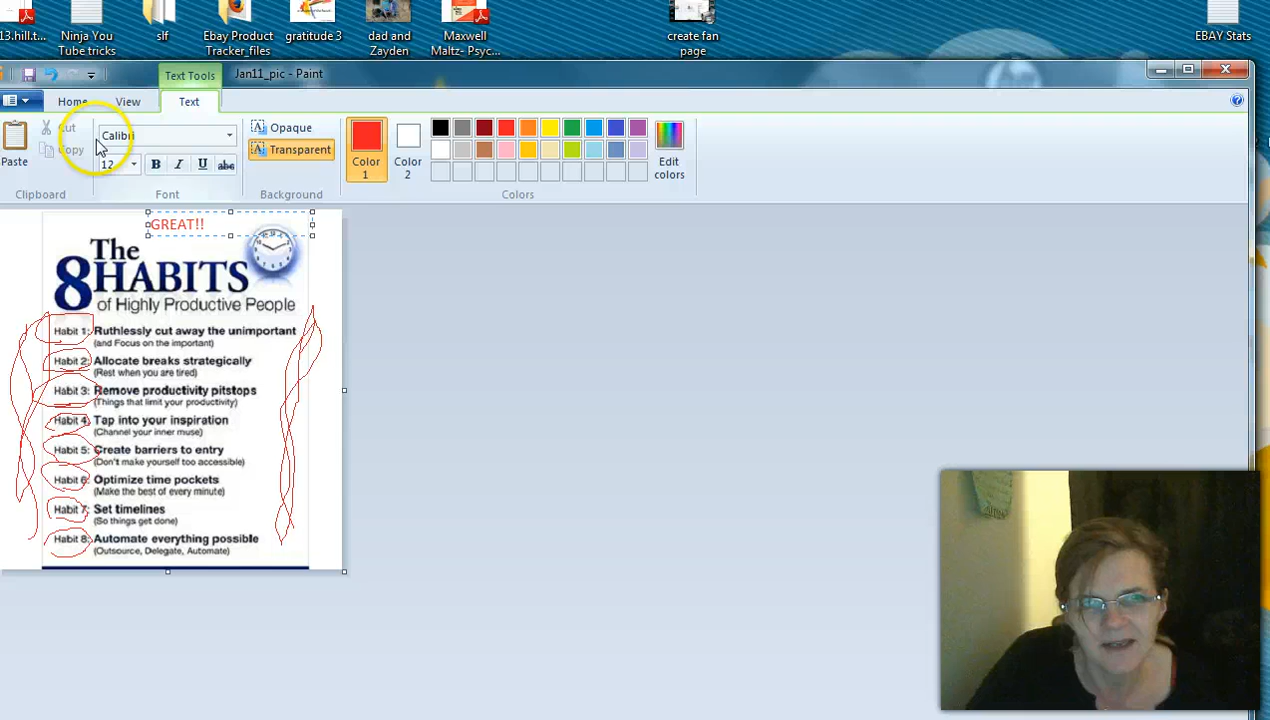 13.hill.t...
Ninja You
Tube tricks
slf
Ebay Product
Tracker_files
gratitude 3
dad and
Zayden
Maxwell
Maltz- Psyc...
create fan
page
EBAY Stats
Text Tools
Jan11_pic - Paint
Home
View
Text
Paste
Cut
Copy
Clipboard
Calibri
12
B I U abc
Font
Opaque
Transparent
Background
Color
1
Color
2
Edit
colors
Colors
GREAT!!
The
8 HABITS
of Highly Productive People
Habit 1: Ruthlessly cut away the unimportant
(and Focus on the important)
Habit 2: Allocate breaks strategically
(Rest when you are tired)
Habit 3: Remove productivity pitstops
(Things that limit your productivity)
Habit 4: Tap into your inspiration
(Channel your inner muse)
Habit 5: Create barriers to entry
(Don't make yourself too accessible)
Habit 6: Optimize time pockets
(Make the best of every minute)
Habit 7: Set timelines
(So things get done)
Habit 8: Automate everything possible
(Outsource, Delegate, Automate)